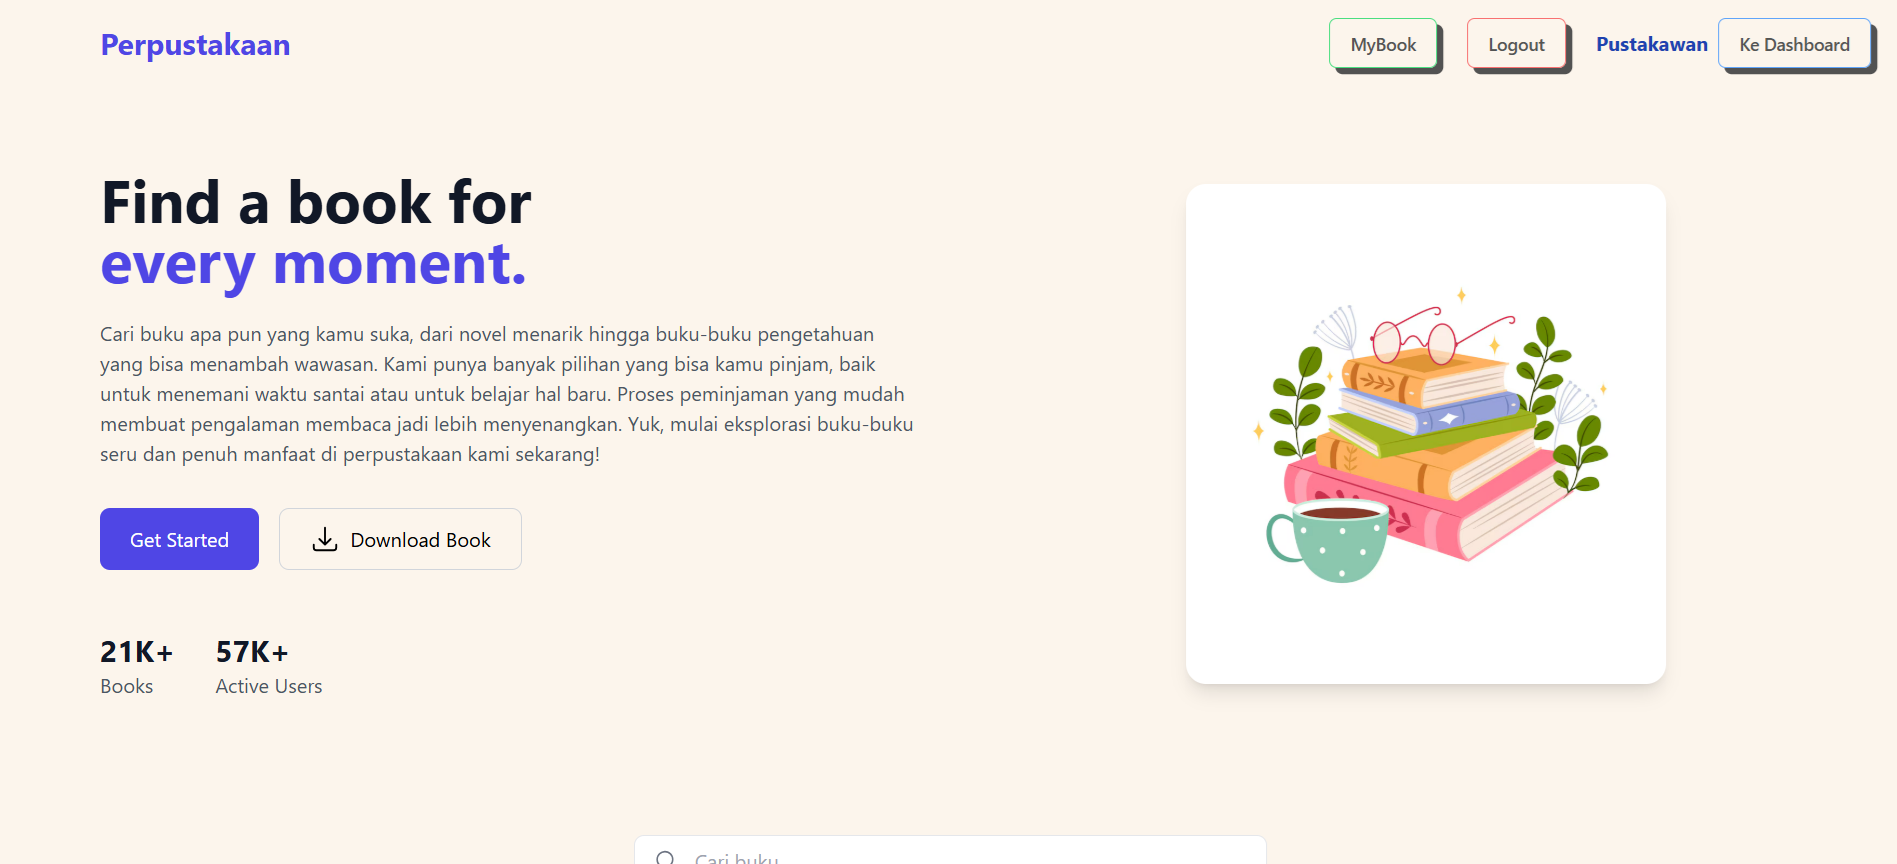 Perpustakaan
MyBook
Logout
Pustakawan
Ke Dashboard
Find a book for
every moment.
Cari buku apa pun yang kamu suka, dari novel menarik hingga buku-buku pengetahuan
yang bisa menambah wawasan. Kami punya banyak pilihan yang bisa kamu pinjam, baik
untuk menemani waktu santai atau untuk belajar hal baru. Proses peminjaman yang mudah
membuat pengalaman membaca jadi lebih menyenangkan. Yuk, mulai eksplorasi buku-buku
seru dan penuh manfaat di perpustakaan kami sekarang!
Get Started
Download Book
21K+
57K+
Books
Active Users
Cari buku